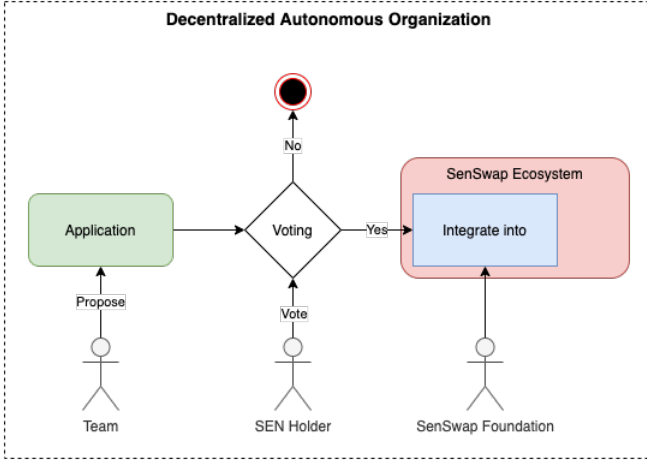 Decentralized Autonomous Organization
No
SenSwap Ecosystem
Application
Voting
Yes
Integrate into
Propose
Vote
Team
SEN Holder
SenSwap Foundation